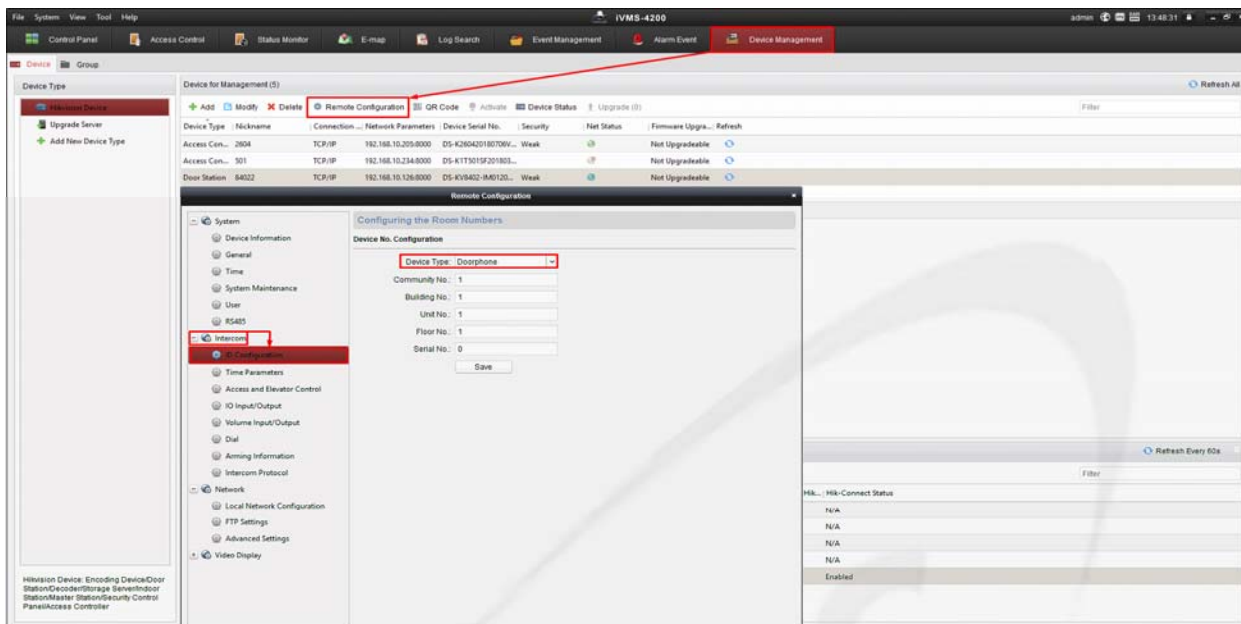 File System View Tool Help iVMS-4200 admin 13:48:31
Control Panel Access Control Status Monitor E-map Log Search Event Management Alarm Event Device Management
Device Group
Device Type Device for Management (5) Refresh All
Hikvision Device Add Modify Delete Remote Configuration QR Code Activate Device Status Upgrade (0) Filter
Upgrade Server Device Type Nickname Connection ... Network Parameters Device Serial No. Security Net Status Firmware Upgra... Refresh
Add New Device Type Access Con... 2604 TCP/IP 192.168.10.205:8000 DS-K260420180706V... Weak Not Upgradeable
Access Con... 501 TCP/IP 192.168.10.234:8000 DS-K1T501SF201803... Not Upgradeable
Door Station 84022 TCP/IP 192.168.10.126:8000 DS-KV8402-IM0120... Weak Not Upgradeable
Remote Configuration
System
Device Information
General
Time
System Maintenance
User
RS485
Intercom
ID Configuration
Time Parameters
Access and Elevator Control
IO Input/Output
Volume Input/Output
Dial
Arming Information
Intercom Protocol
Network
Local Network Configuration
FTP Settings
Advanced Settings
Video Display
Configuring the Room Numbers
Device No. Configuration
Device Type: Doorphone
Community No.: 1
Building No.: 1
Unit No.: 1
Floor No.: 1
Serial No.: 0
Save
Refresh Every 60s
Filter
Hik... Hik-Connect Status
N/A
N/A
N/A
N/A
Enabled
Hikvision Device: Encoding Device/Door
Station/Decoder/Storage Server/Indoor
Station/Master Station/Security Control
Panel/Access Controller